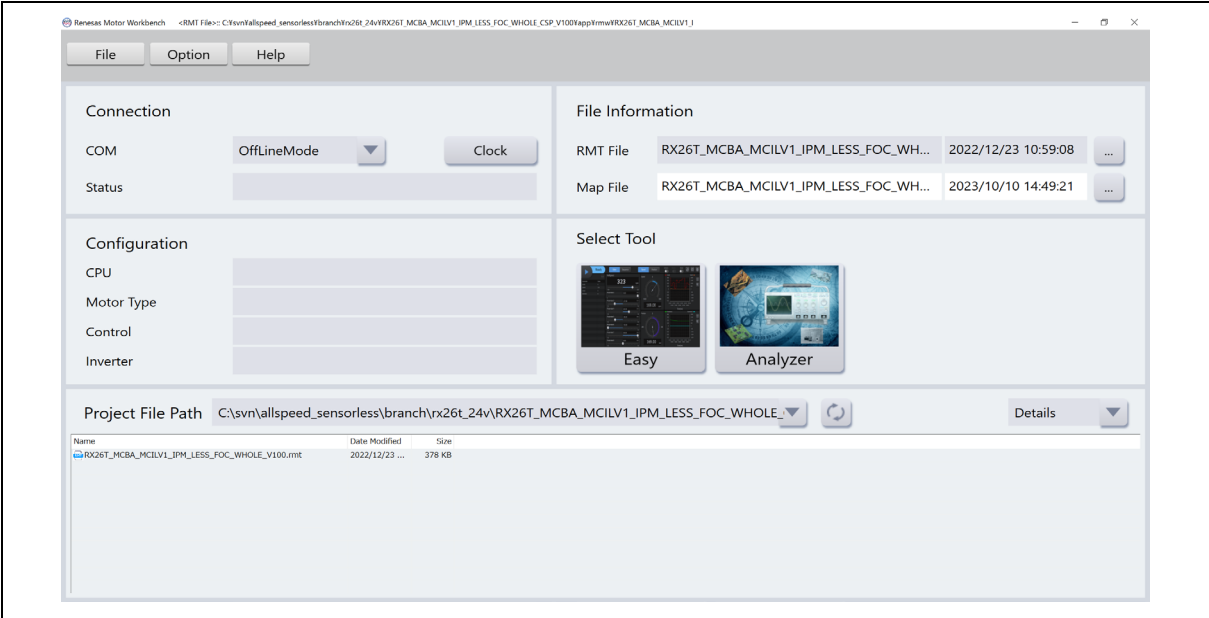 Renesas Motor Workbench <RMT File>:: C:¥svn¥allspeed_sensorless¥branch¥rx26t_24v¥RX26T_MCBA_MCILV1_IPM_LESS_FOC_WHOLE_CSP_V100¥app¥rmw¥RX26T_MCBA_MCILV1_I
File Option Help
Connection
COM OffLineMode Clock
Status
File Information
RMT File RX26T_MCBA_MCILV1_IPM_LESS_FOC_WH... 2022/12/23 10:59:08 ...
Map File RX26T_MCBA_MCILV1_IPM_LESS_FOC_WH... 2023/10/10 14:49:21 ...
Configuration
CPU
Motor Type
Control
Inverter
Select Tool
323
Easy Analyzer
Project File Path C:\svn\allspeed_sensorless\branch\rx26t_24v\RX26T_MCBA_MCILV1_IPM_LESS_FOC_WHOLE_ Details
Name Date Modified Size
RX26T_MCBA_MCILV1_IPM_LESS_FOC_WHOLE_V100.rmt 2022/12/23 ... 378 KB